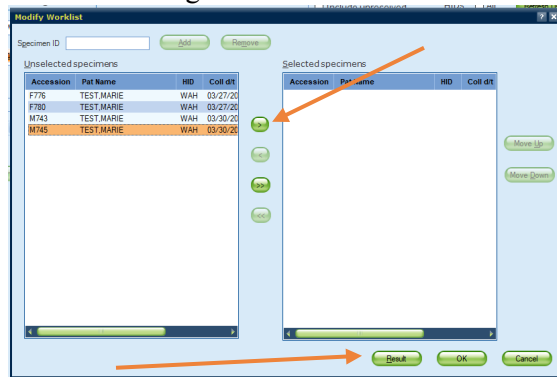 Modify Worklist
Specimen ID Add Remove
Unselected specimens Selected specimens
Accession Pat Name HID Coll d/t Accession Pat Name HID Coll d/t
F776 TEST,MARIE WAH 03/27/20
F780 TEST,MARIE WAH 03/27/20
M743 TEST,MARIE WAH 03/30/20
M745 TEST,MARIE WAH 03/30/20
>
<
>>
<<
Move Up
Move Down
Result OK Cancel